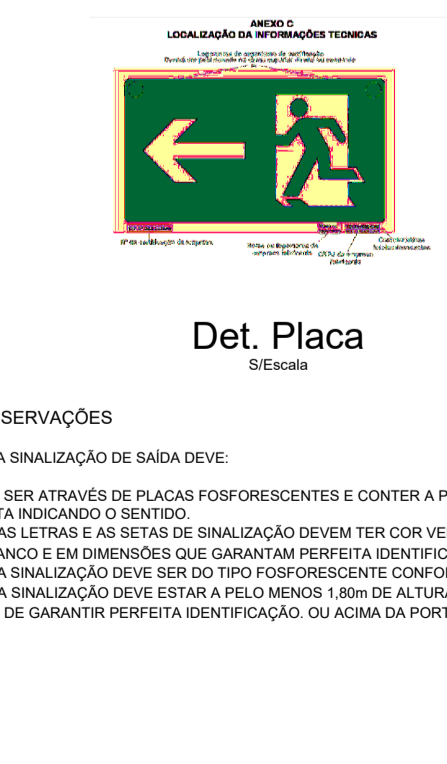 ANEXO C
LOCALIZAÇÃO DA INFORMAÇÕES TECNICAS
Det. Placa
S/Escala
SERVAÇÕES
A SINALIZAÇÃO DE SAÍDA DEVE:
SER ATRAVÉS DE PLACAS FOSFORESCENTES E CONTER A P
TA INDICANDO O SENTIDO.
AS LETRAS E AS SETAS DE SINALIZAÇÃO DEVEM TER COR VE
ANCO E EM DIMENSÕES QUE GARANTAM PERFEITA IDENTIFIC
A SINALIZAÇÃO DEVE SER DO TIPO FOSFORESCENTE CONFO
A SINALIZAÇÃO DEVE ESTAR A PELO MENOS 1,80m DE ALTURA
DE GARANTIR PERFEITA IDENTIFICAÇÃO. OU ACIMA DA PORT